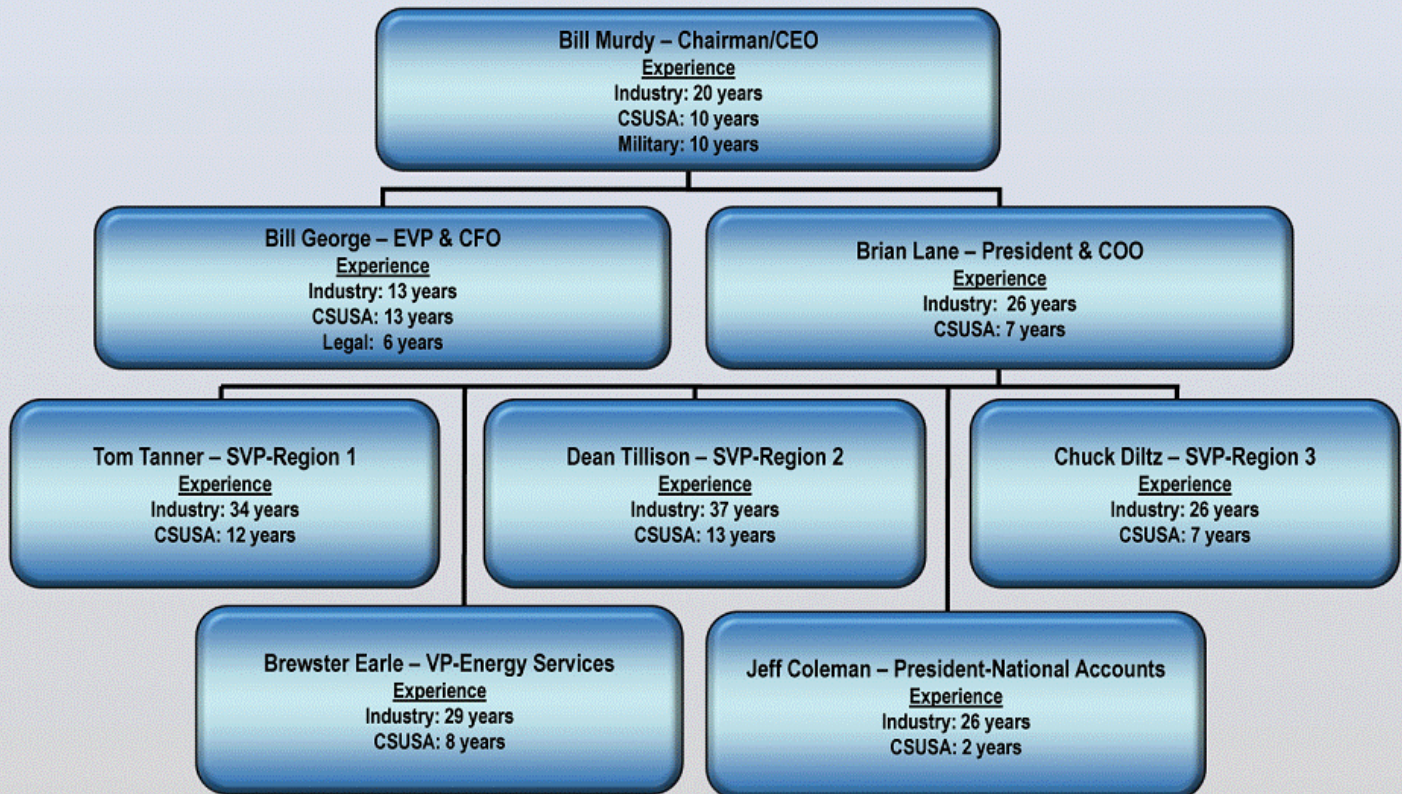 Bill Murdy – Chairman/CEO
Experience
Industry: 20 years
CSUSA: 10 years
Military: 10 years
Bill George – EVP & CFO
Experience
Industry: 13 years
CSUSA: 13 years
Legal: 6 years
Brian Lane – President & COO
Experience
Industry: 26 years
CSUSA: 7 years
Tom Tanner – SVP-Region 1
Experience
Industry: 34 years
CSUSA: 12 years
Dean Tillison – SVP-Region 2
Experience
Industry: 37 years
CSUSA: 13 years
Chuck Diltz – SVP-Region 3
Experience
Industry: 26 years
CSUSA: 7 years
Brewster Earle – VP-Energy Services
Experience
Industry: 29 years
CSUSA: 8 years
Jeff Coleman – President-National Accounts
Experience
Industry: 26 years
CSUSA: 2 years